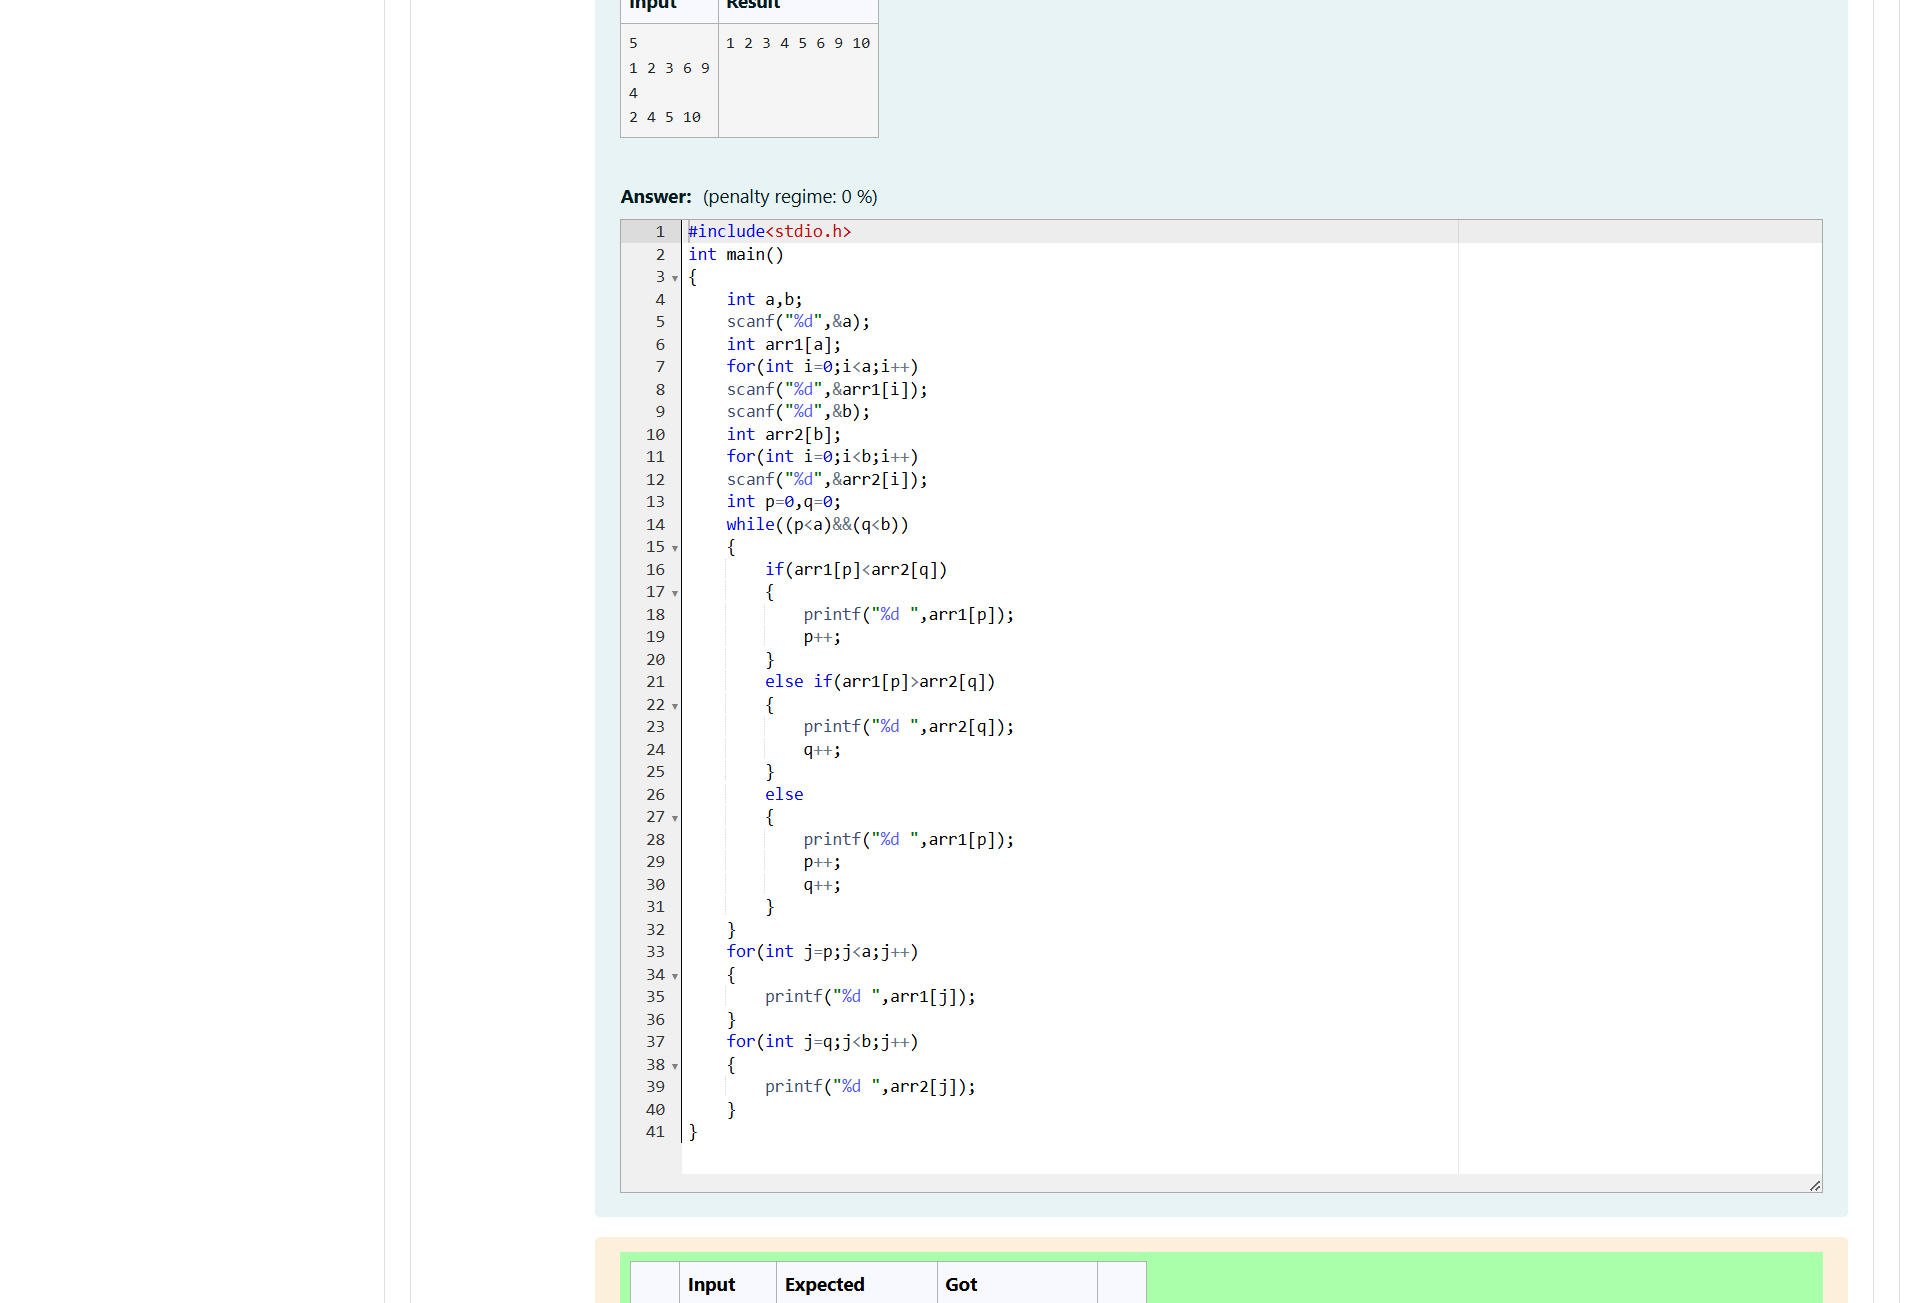 Input Result
5 1 2 3 4 5 6 9 10
1 2 3 6 9
4
2 4 5 10
Answer: (penalty regime: 0 %)
1 #include<stdio.h>
2 int main()
3 {
4     int a,b;
5     scanf("%d",&a);
6     int arr1[a];
7     for(int i=0;i<a;i++)
8     scanf("%d",&arr1[i]);
9     scanf("%d",&b);
10     int arr2[b];
11     for(int i=0;i<b;i++)
12     scanf("%d",&arr2[i]);
13     int p=0,q=0;
14     while((p<a)&&(q<b))
15     {
16         if(arr1[p]<arr2[q])
17         {
18             printf("%d ",arr1[p]);
19             p++;
20         }
21         else if(arr1[p]>arr2[q])
22         {
23             printf("%d ",arr2[q]);
24             q++;
25         }
26         else
27         {
28             printf("%d ",arr1[p]);
29             p++;
30             q++;
31         }
32     }
33     for(int j=p;j<a;j++)
34     {
35         printf("%d ",arr1[j]);
36     }
37     for(int j=q;j<b;j++)
38     {
39         printf("%d ",arr2[j]);
40     }
41 }
Input Expected Got